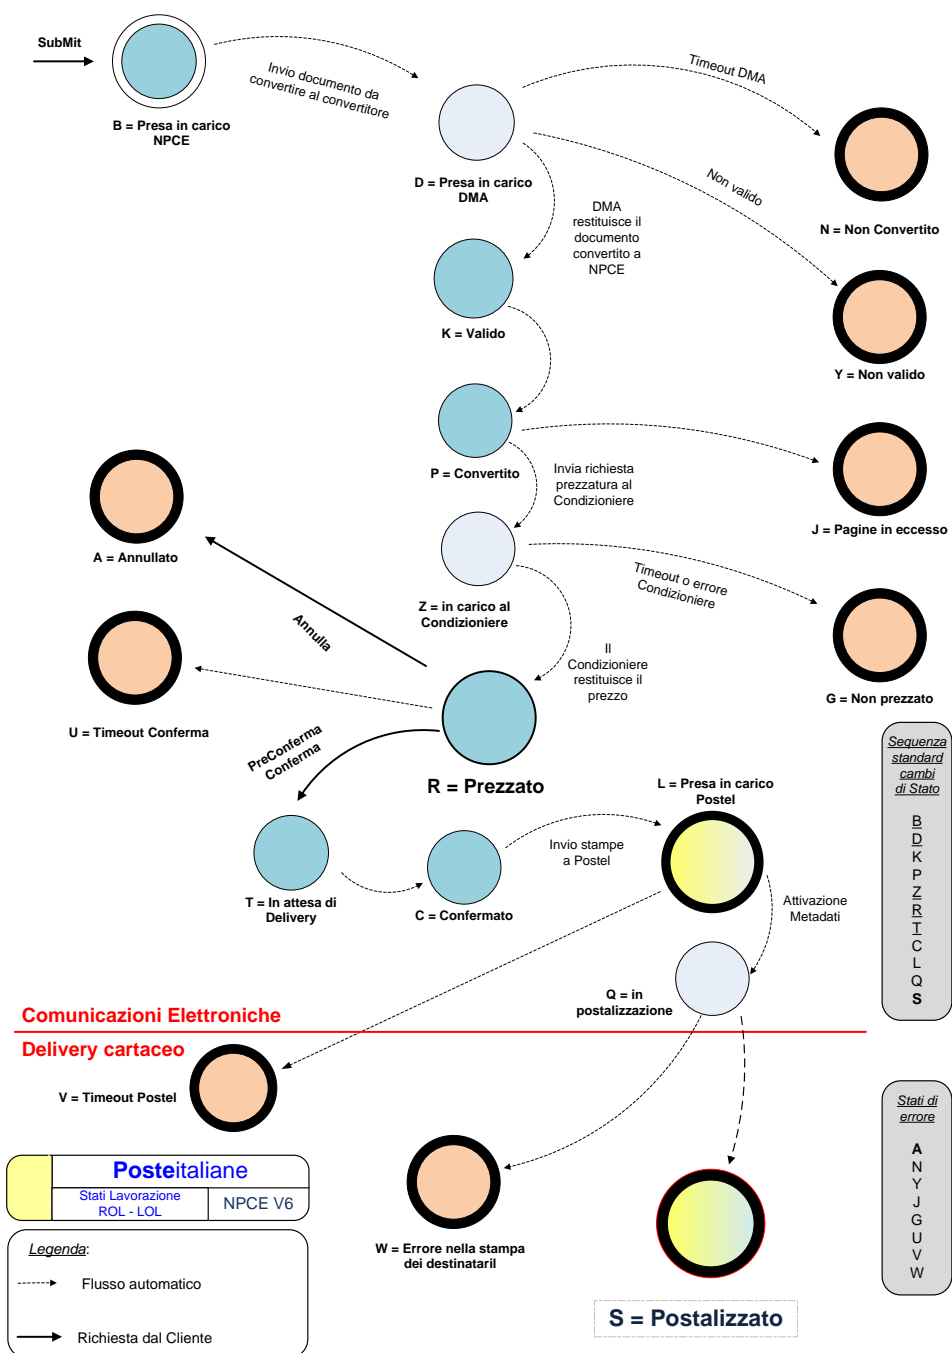 SubMit
B = Presa in carico
NPCE
Invio documento da
convertire al convertitore
D = Presa in carico
DMA
Timeout DMA
N = Non Convertito
Non valido
Y = Non valido
DMA
restituisce il
documento
convertito a
NPCE
K = Valido
P = Convertito
J = Pagine in eccesso
Invia richiesta
prezzatura al
Condizioniere
A = Annullato
Z = in carico al
Condizioniere
Timeout o errore
Condizioniere
G = Non prezzato
Annulla
Il
Condizioniere
restituisce il
prezzo
U = Timeout Conferma
R = Prezzato
PreConferma
Conferma
T = In attesa di
Delivery
C = Confermato
Invio stampe
a Postel
L = Presa in carico
Postel
Attivazione
Metadati
Q = in
postalizzazione
Sequenza
standard
cambi
di Stato
B
D
K
P
Z
R
T
C
L
Q
S
Comunicazioni Elettroniche
Delivery cartaceo
V = Timeout Postel
W = Errore nella stampa
dei destinatariI
S = Postalizzato
Stati di
errore
A
N
Y
J
G
U
V
W
Posteitaliane
Stati Lavorazione
ROL - LOL
NPCE V6
Legenda:
Flusso automatico
Richiesta dal Cliente